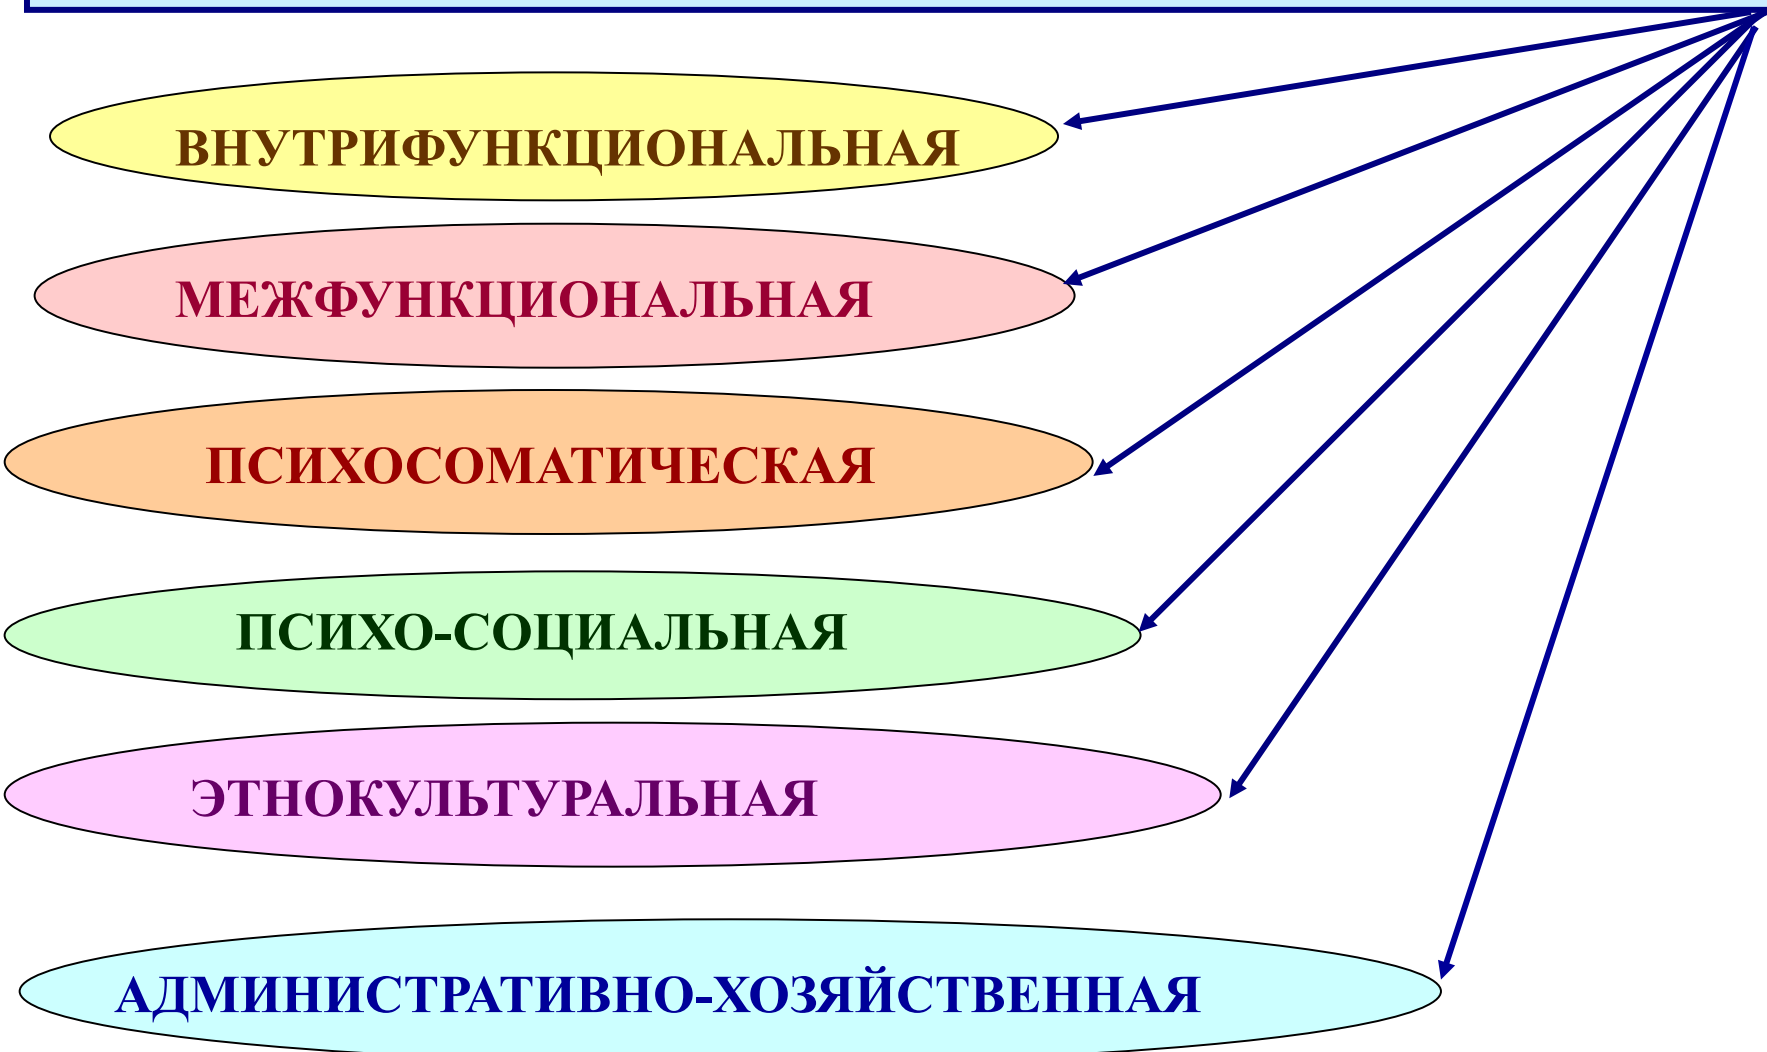 ВНУТРИФУНКЦИОНАЛЬНАЯ
МЕЖФУНКЦИОНАЛЬНАЯ
ПСИХОСОМАТИЧЕСКАЯ
ПСИХО-СОЦИАЛЬНАЯ
ЭТНОКУЛЬТУРАЛЬНАЯ
АДМИНИСТРАТИВНО-ХОЗЯЙСТВЕННАЯ